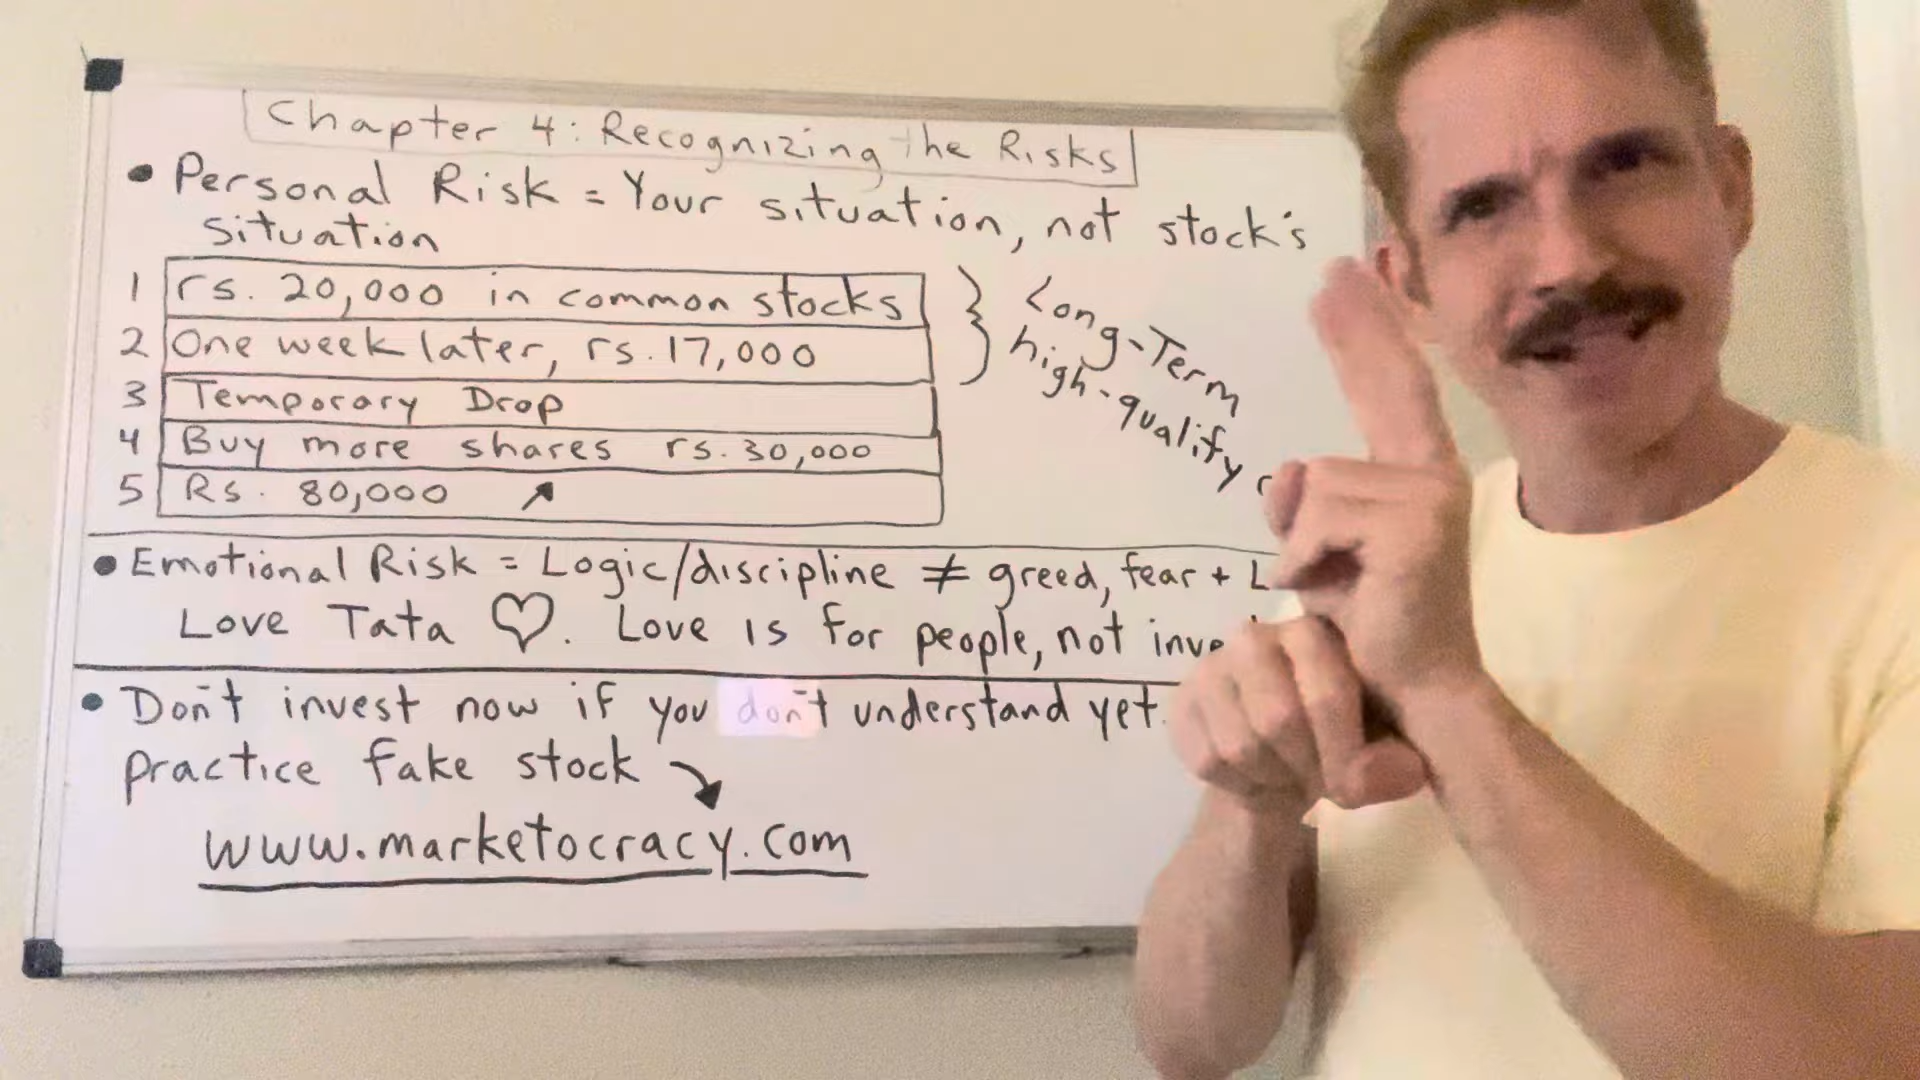 Chapter 4: Recognizing the Risks
• Personal Risk = Your situation, not stock's
situation
1 rs. 20,000 in common stocks
2 One week later, rs. 17,000
3 Temporary Drop
4 Buy more shares rs. 30,000
5 Rs. 80,000
Long-Term
high-qualify
• Emotional Risk = Logic/discipline ≠ greed, fear +
Love Tata ♡. Love is for people, not
• Don't invest now if you don't understand yet.
practice fake stock
www.marketocracy.com